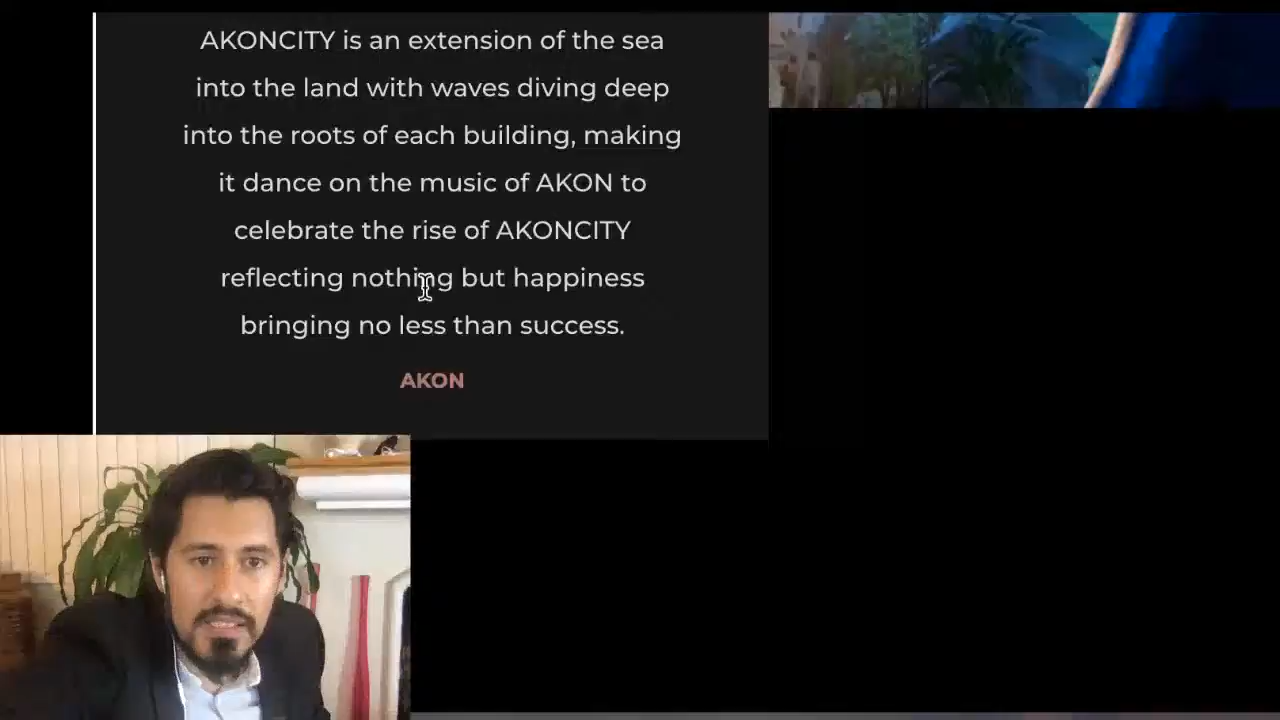 AKONCITY is an extension of the sea
into the land with waves diving deep
into the roots of each building, making
it dance on the music of AKON to
celebrate the rise of AKONCITY
reflecting nothing but happiness
bringing no less than success.
AKON